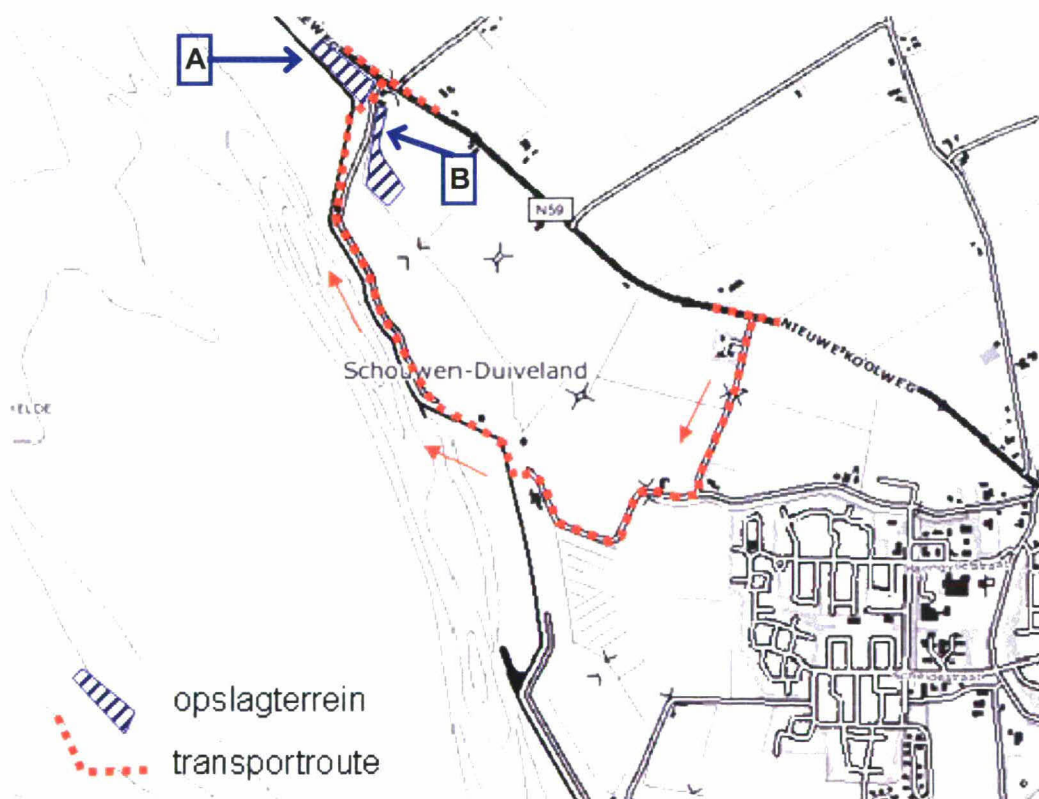 A
B
N59
NIEUWE KOOLWEG
Schouwen-Duiveland
opslagterrein
transportroute